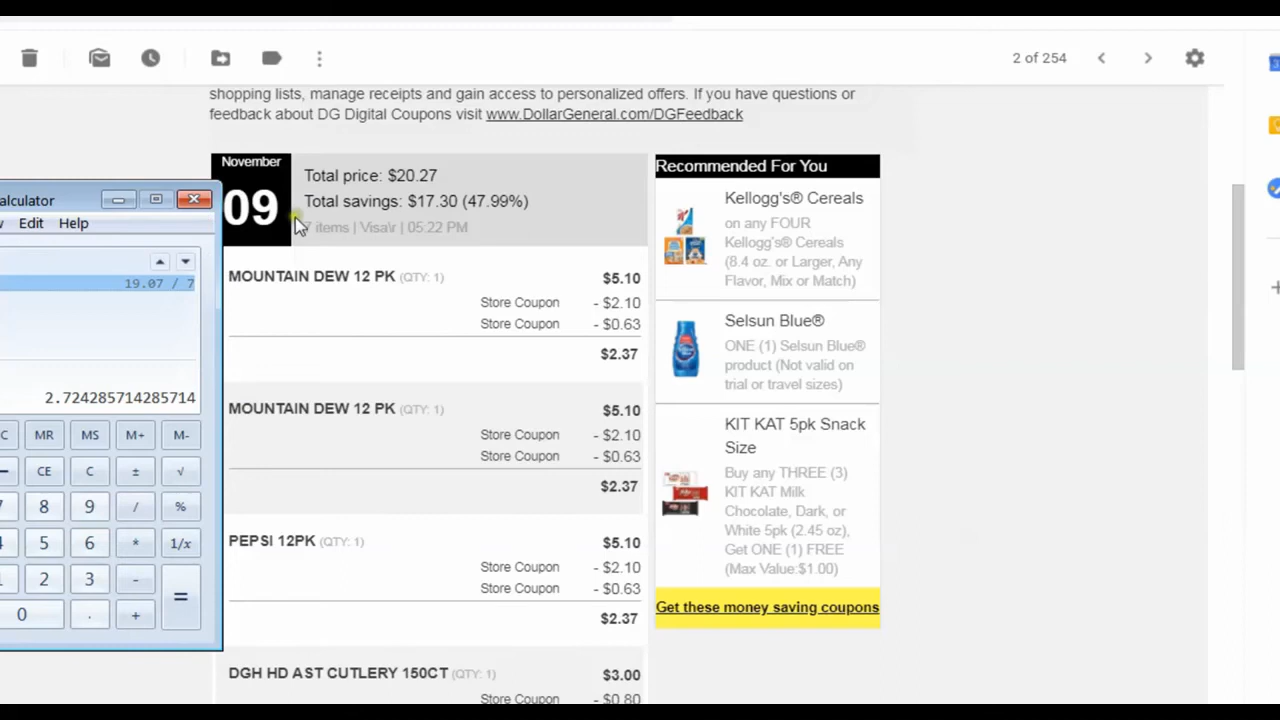 2 of 254
shopping lists, manage receipts and gain access to personalized offers. If you have questions or
feedback about DG Digital Coupons visit www.DollarGeneral.com/DGFeedback
November
09
Total price: $20.27
Total savings: $17.30 (47.99%)
7 items | Visa\r | 05:22 PM
MOUNTAIN DEW 12 PK (QTY: 1) $5.10
Store Coupon - $2.10
Store Coupon - $0.63
$2.37
MOUNTAIN DEW 12 PK (QTY: 1) $5.10
Store Coupon - $2.10
Store Coupon - $0.63
$2.37
PEPSI 12PK (QTY: 1) $5.10
Store Coupon - $2.10
Store Coupon - $0.63
$2.37
DGH HD AST CUTLERY 150CT (QTY: 1) $3.00
Store Coupon - $0.80
Recommended For You
Kellogg's® Cereals
on any FOUR
Kellogg's® Cereals
(8.4 oz. or Larger, Any
Flavor, Mix or Match)
Selsun Blue®
ONE (1) Selsun Blue®
product (Not valid on
trial or travel sizes)
KIT KAT 5pk Snack
Size
Buy any THREE (3)
KIT KAT Milk
Chocolate, Dark, or
White 5pk (2.45 oz),
Get ONE (1) FREE
(Max Value:$1.00)
Get these money saving coupons
alculator
Edit Help
19.07 / 7
2.724285714285714
C MR MS M+ M-
CE C ± √
7 8 9 / %
4 5 6 * 1/x
1 2 3 - =
0 . +